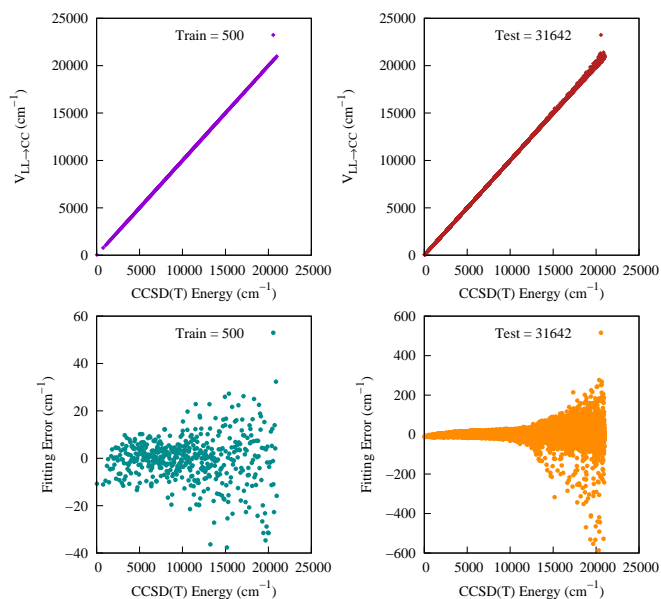 Train = 500
V_LL→CC (cm⁻¹)
25000
20000
15000
10000
5000
0
0 5000 10000 15000 20000 25000
CCSD(T) Energy (cm⁻¹)
Test = 31642
V_LL→CC (cm⁻¹)
25000
20000
15000
10000
5000
0
0 5000 10000 15000 20000 25000
CCSD(T) Energy (cm⁻¹)
Train = 500
Fitting Error (cm⁻¹)
60
40
20
0
-20
-40
0 5000 10000 15000 20000 25000
CCSD(T) Energy (cm⁻¹)
Test = 31642
Fitting Error (cm⁻¹)
600
400
200
0
-200
-400
-600
0 5000 10000 15000 20000 25000
CCSD(T) Energy (cm⁻¹)